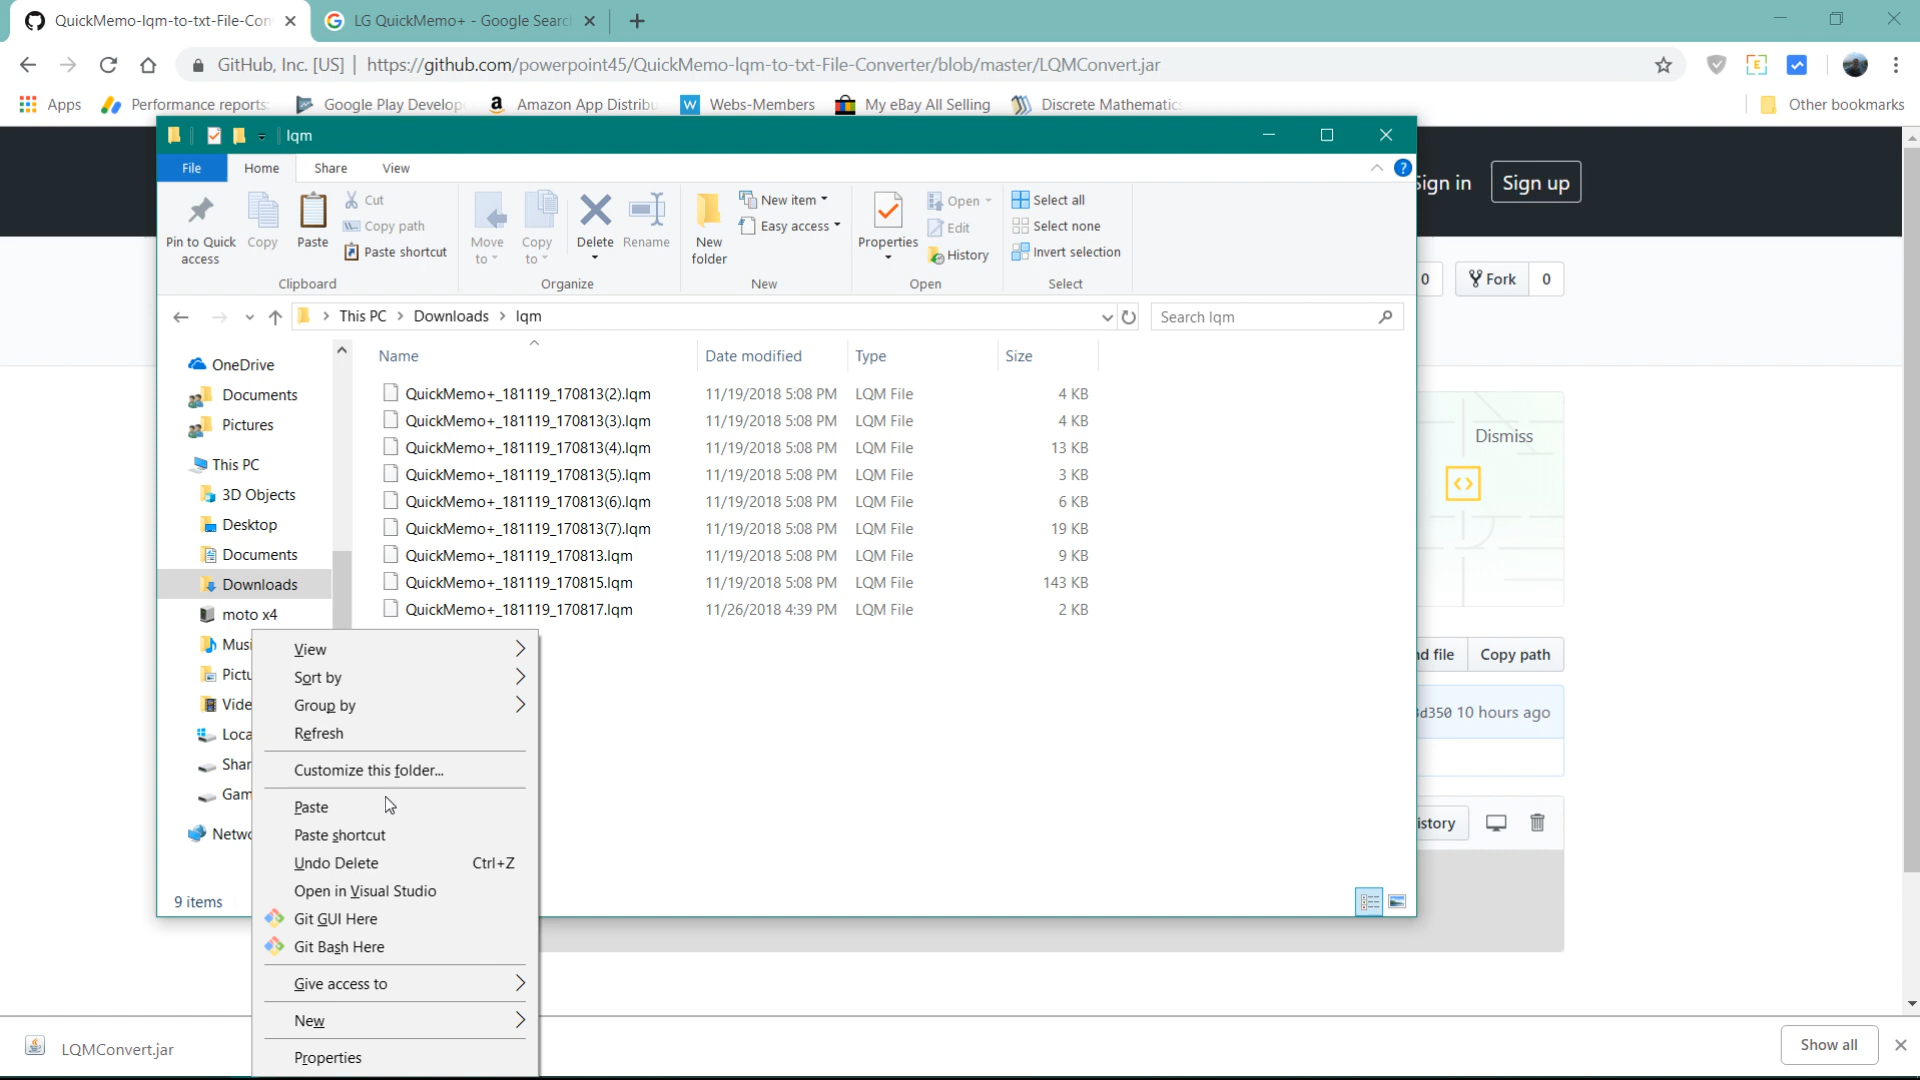 QuickMemo-lqm-to-txt-File-Con
LG QuickMemo+ - Google Search
GitHub, Inc. [US] | https://github.com/powerpoint45/QuickMemo-lqm-to-txt-File-Converter/blob/master/LQMConvert.jar
Apps Performance reports: Google Play Develop Amazon App Distribu Webs-Members My eBay All Selling Discrete Mathematics Other bookmarks
lqm
File Home Share View
Sign in Sign up
Pin to Quick access
Copy
Paste
Cut
Copy path
Paste shortcut
Clipboard
Move to
Copy to
Delete
Rename
Organize
New folder
New item
Easy access
New
Properties
Open
Edit
History
Open
Select all
Select none
Invert selection
Select
0 Fork 0
This PC > Downloads > lqm
Search lqm
Name Date modified Type Size
QuickMemo+_181119_170813(2).lqm 11/19/2018 5:08 PM LQM File 4 KB
QuickMemo+_181119_170813(3).lqm 11/19/2018 5:08 PM LQM File 4 KB
QuickMemo+_181119_170813(4).lqm 11/19/2018 5:08 PM LQM File 13 KB
QuickMemo+_181119_170813(5).lqm 11/19/2018 5:08 PM LQM File 3 KB
QuickMemo+_181119_170813(6).lqm 11/19/2018 5:08 PM LQM File 6 KB
QuickMemo+_181119_170813(7).lqm 11/19/2018 5:08 PM LQM File 19 KB
QuickMemo+_181119_170813.lqm 11/19/2018 5:08 PM LQM File 9 KB
QuickMemo+_181119_170815.lqm 11/19/2018 5:08 PM LQM File 143 KB
QuickMemo+_181119_170817.lqm 11/26/2018 4:39 PM LQM File 2 KB
OneDrive
Documents
Pictures
This PC
3D Objects
Desktop
Documents
Downloads
moto x4
Musi
Pictu
Vide
Loca
Shar
Gam
Netwo
9 items
View
Sort by
Group by
Refresh
Customize this folder...
Paste
Paste shortcut
Undo Delete Ctrl+Z
Open in Visual Studio
Git GUI Here
Git Bash Here
Give access to
New
Properties
Dismiss
nd file Copy path
d350 10 hours ago
istory
LQMConvert.jar
Show all